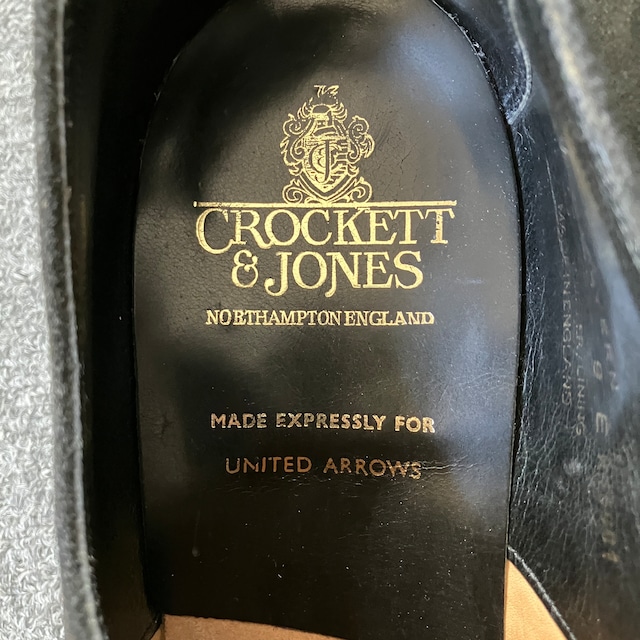 CROCKETT
& JONES
NORTHAMPTON ENGLAND
MADE EXPRESSLY FOR
UNITED ARROWS